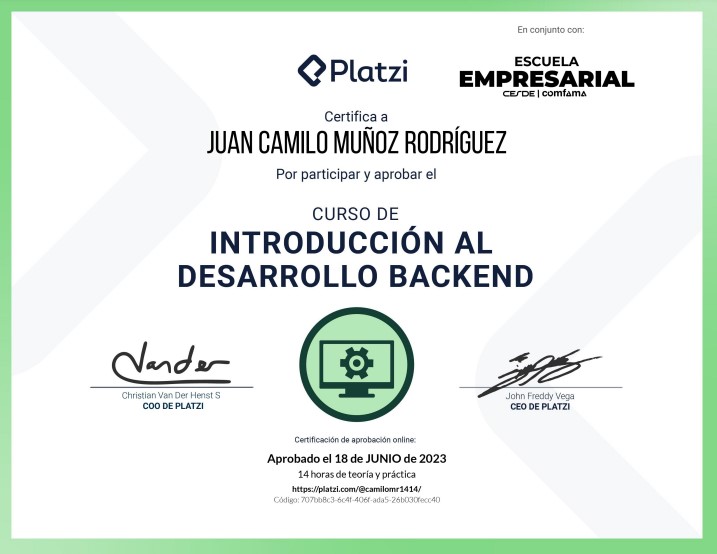 En conjunto con:
Platzi
ESCUELA
EMPRESARIAL
CESDE | comfama
Certifica a
JUAN CAMILO MUÑOZ RODRÍGUEZ
Por participar y aprobar el
CURSO DE
INTRODUCCIÓN AL
DESARROLLO BACKEND
Vander
Christian Van Der Henst S
COO DE PLATZI
John Freddy Vega
CEO DE PLATZI
Certificación de aprobación online:
Aprobado el 18 de JUNIO de 2023
14 horas de teoría y práctica
https://platzi.com/@camilomr1414/
Código: 707bb8c3-6c4f-406f-ada5-26b030fecc40